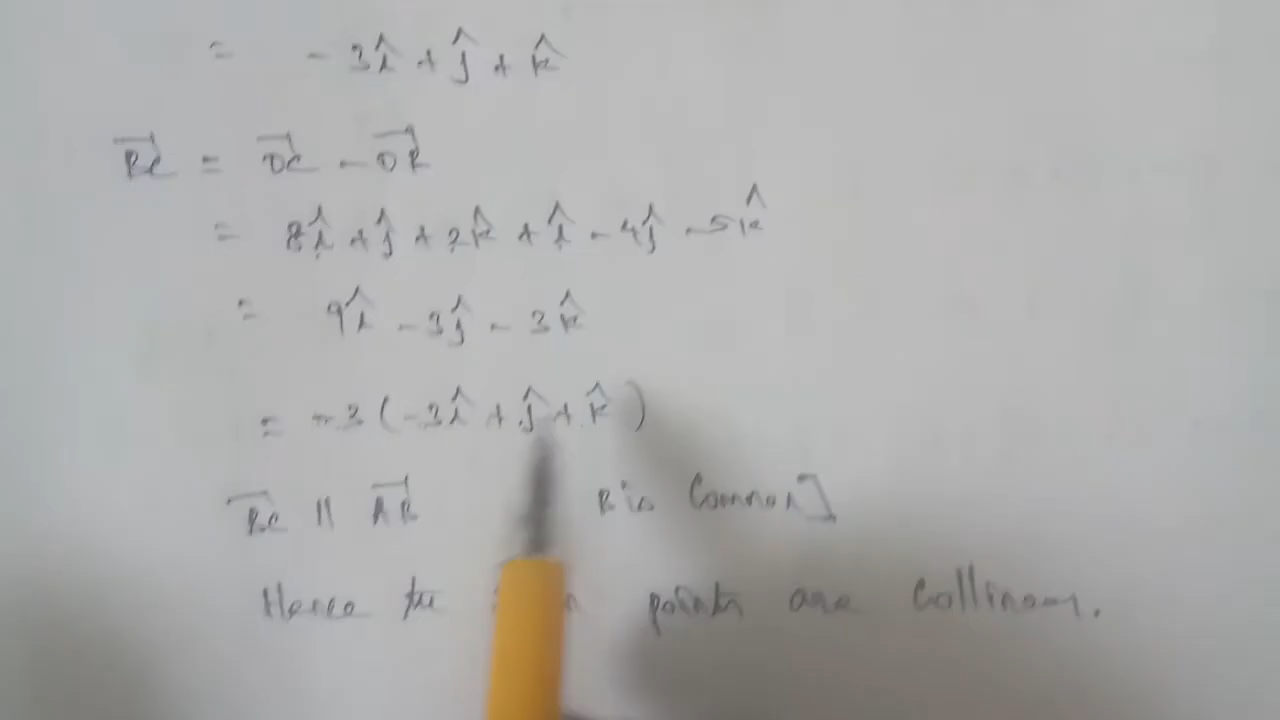 = - 3î + ĵ + k̂
BC = OC - OB
= 8î + ĵ + 2k̂ + î - 4ĵ - 5k̂
= 9î - 3ĵ - 3k̂
= -3(-3î + ĵ + k̂)
BC || AB B is Common]
Hence the points are Collinear.